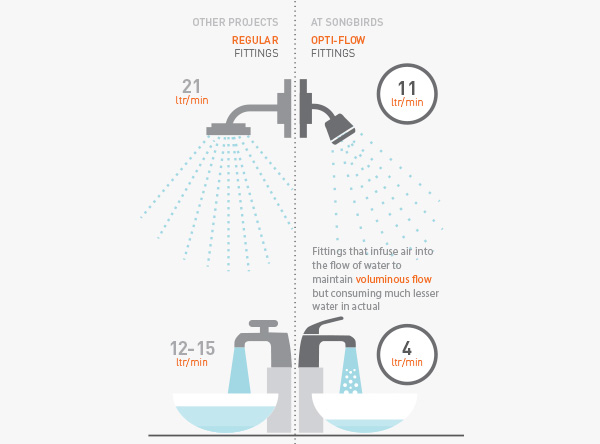 OTHER PROJECTS
REGULAR
FITTINGS
AT SONGBIRDS
OPTI-FLOW
FITTINGS
21
ltr/min
11
ltr/min
Fittings that infuse air into
the flow of water to
maintain voluminous flow
but consuming much lesser
water in actual
12-15
ltr/min
4
ltr/min